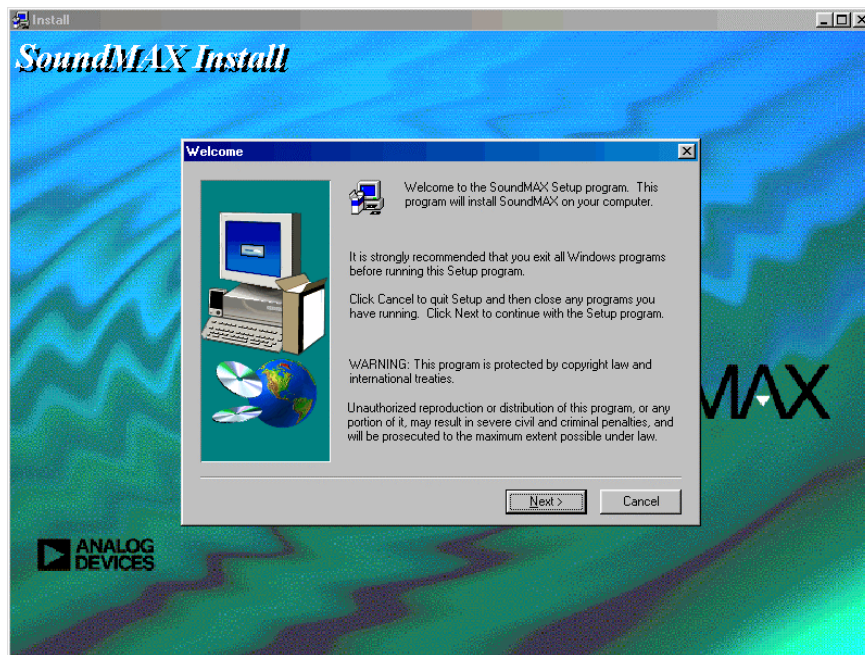 Install
SoundMAX Install
Welcome
Welcome to the SoundMAX Setup program. This
program will install SoundMAX on your computer.
It is strongly recommended that you exit all Windows programs
before running this Setup program.
Click Cancel to quit Setup and then close any programs you
have running. Click Next to continue with the Setup program.
WARNING: This program is protected by copyright law and
international treaties.
Unauthorized reproduction or distribution of this program, or any
portion of it, may result in severe civil and criminal penalties, and
will be prosecuted to the maximum extent possible under law.
MAX
Next >
Cancel
ANALOG
DEVICES